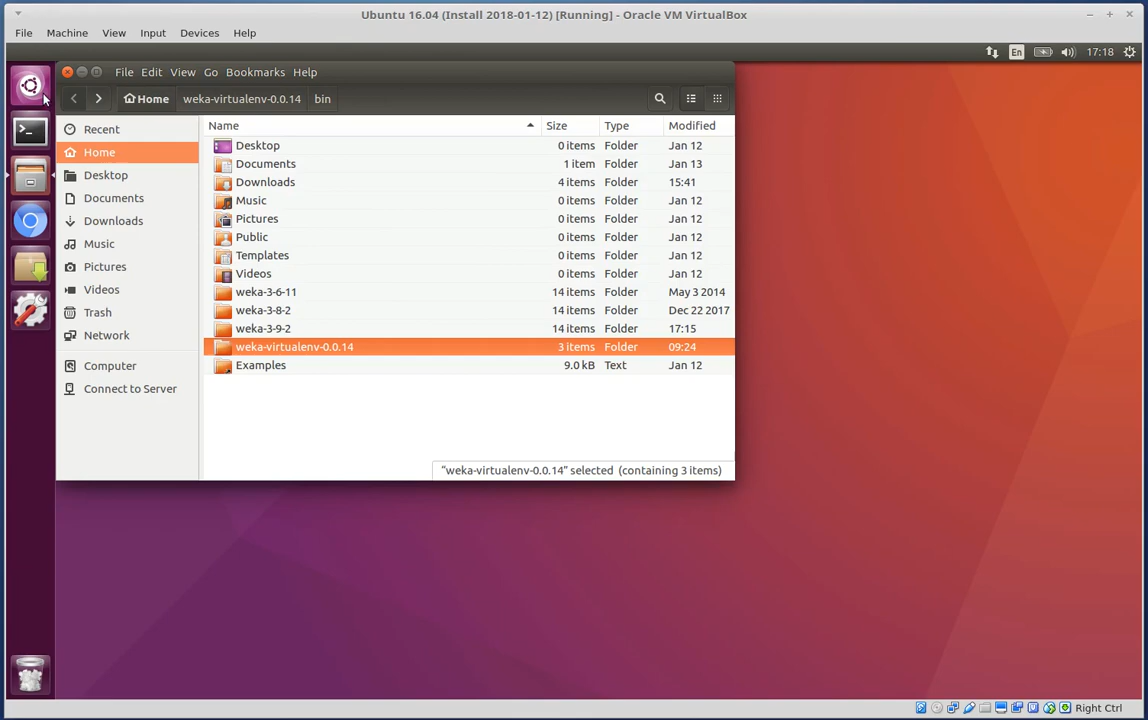 Ubuntu 16.04 (Install 2018-01-12) [Running] - Oracle VM VirtualBox
File Machine View Input Devices Help
En 17:18
File Edit View Go Bookmarks Help
Home weka-virtualenv-0.0.14 bin
Name Size Type Modified
Recent
Home
Desktop
Documents
Downloads
Music
Pictures
Videos
Trash
Network
Computer
Connect to Server
Desktop 0 items Folder Jan 12
Documents 1 item Folder Jan 13
Downloads 4 items Folder 15:41
Music 0 items Folder Jan 12
Pictures 0 items Folder Jan 12
Public 0 items Folder Jan 12
Templates 0 items Folder Jan 12
Videos 0 items Folder Jan 12
weka-3-6-11 14 items Folder May 3 2014
weka-3-8-2 14 items Folder Dec 22 2017
weka-3-9-2 14 items Folder 17:15
weka-virtualenv-0.0.14 3 items Folder 09:24
Examples 9.0 kB Text Jan 12
“weka-virtualenv-0.0.14” selected (containing 3 items)
Right Ctrl